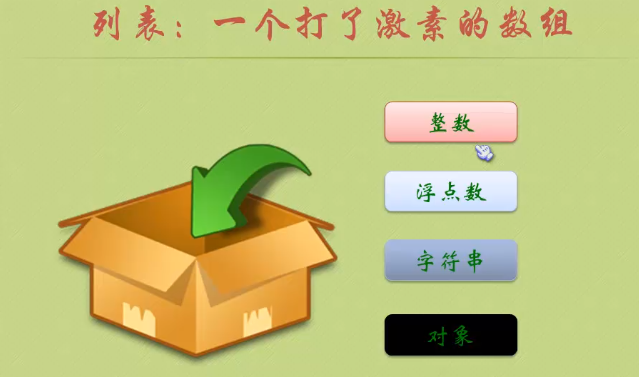 列表：一个打了激素的数组
整数
浮点数
字符串
对象